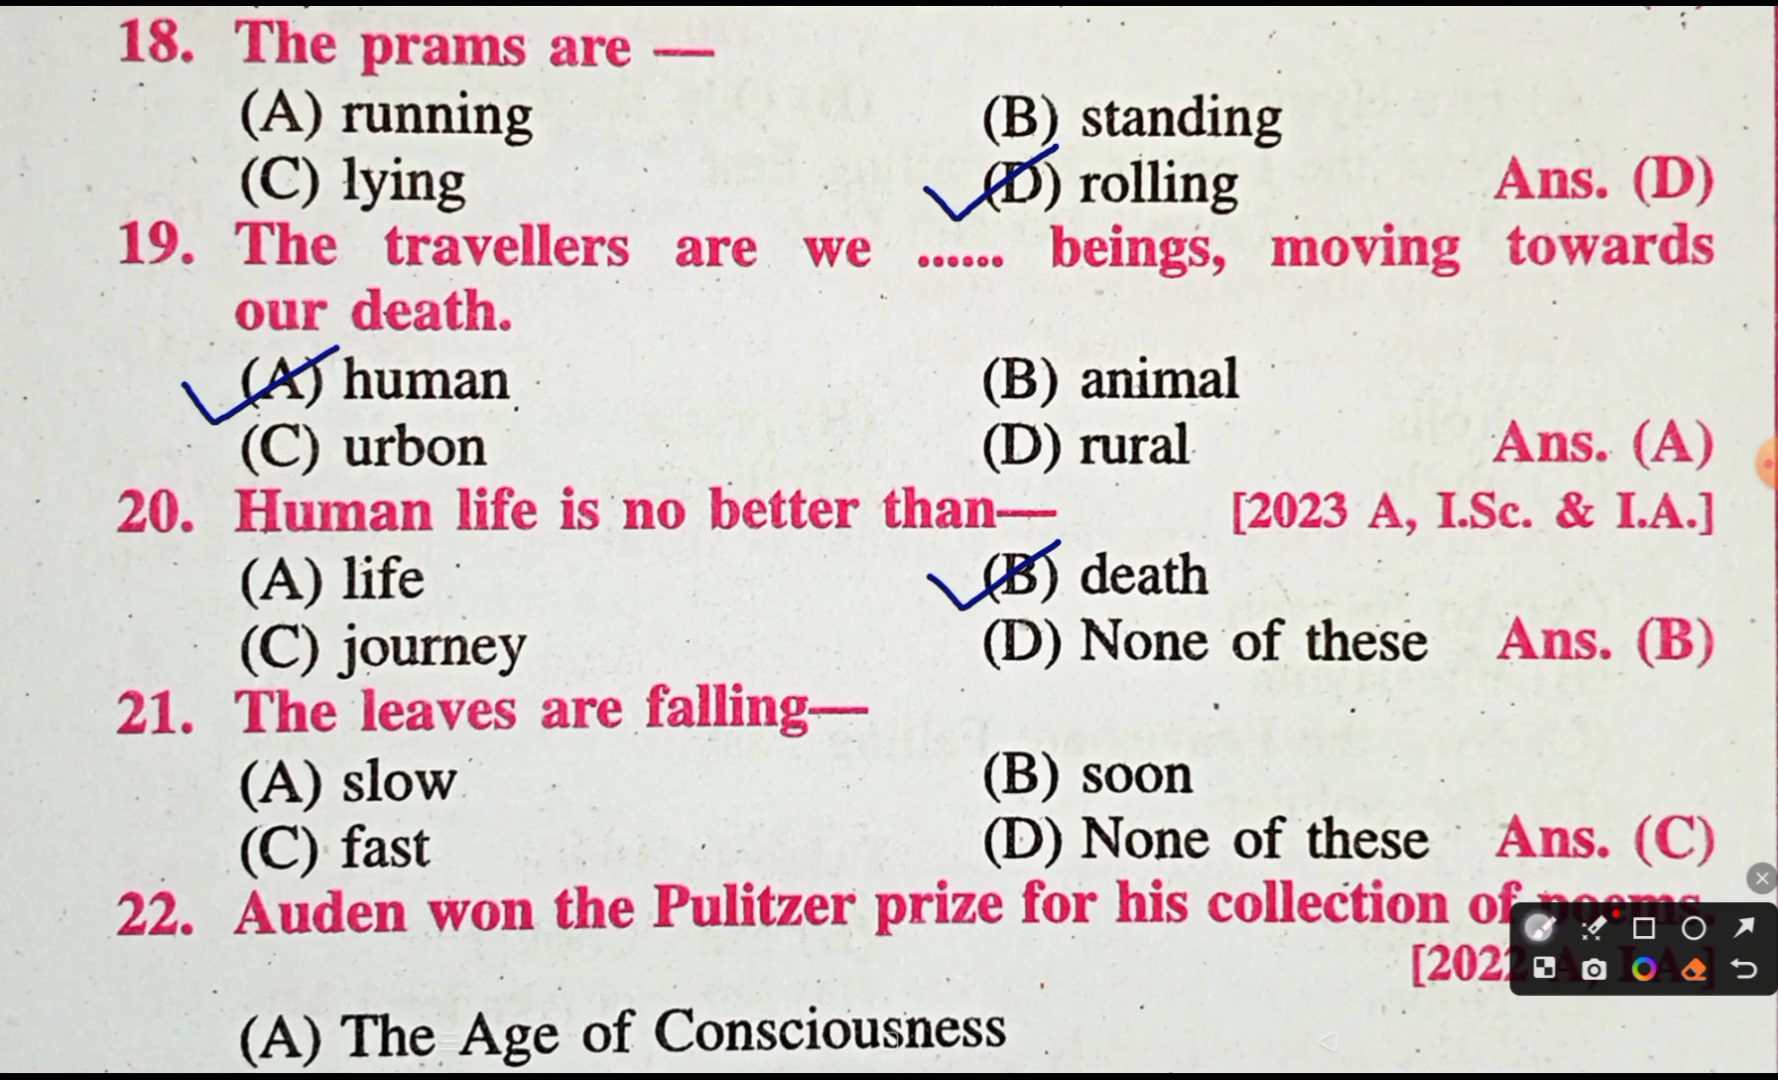 18. The prams are —
(A) running (B) standing
(C) lying (D) rolling Ans. (D)
19. The travellers are we ...... beings, moving towards
our death.
(A) human (B) animal
(C) urbon (D) rural Ans. (A)
20. Human life is no better than— [2023 A, I.Sc. & I.A.]
(A) life (B) death
(C) journey (D) None of these Ans. (B)
21. The leaves are falling—
(A) slow (B) soon
(C) fast (D) None of these Ans. (C)
22. Auden won the Pulitzer prize for his collection of poems.
[2022 A, I.A.]
(A) The Age of Consciousness